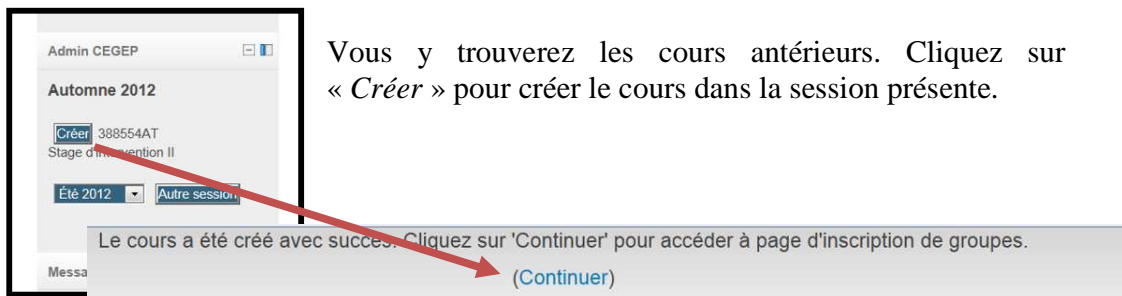 Admin CEGEP
Automne 2012
Créer 388554AT
Stage d'intervention II
Été 2012 Autre session
Messa
Vous y trouverez les cours antérieurs. Cliquez sur
« Créer » pour créer le cours dans la session présente.
Le cours a été créé avec succès. Cliquez sur 'Continuer' pour accéder à page d'inscription de groupes.
(Continuer)